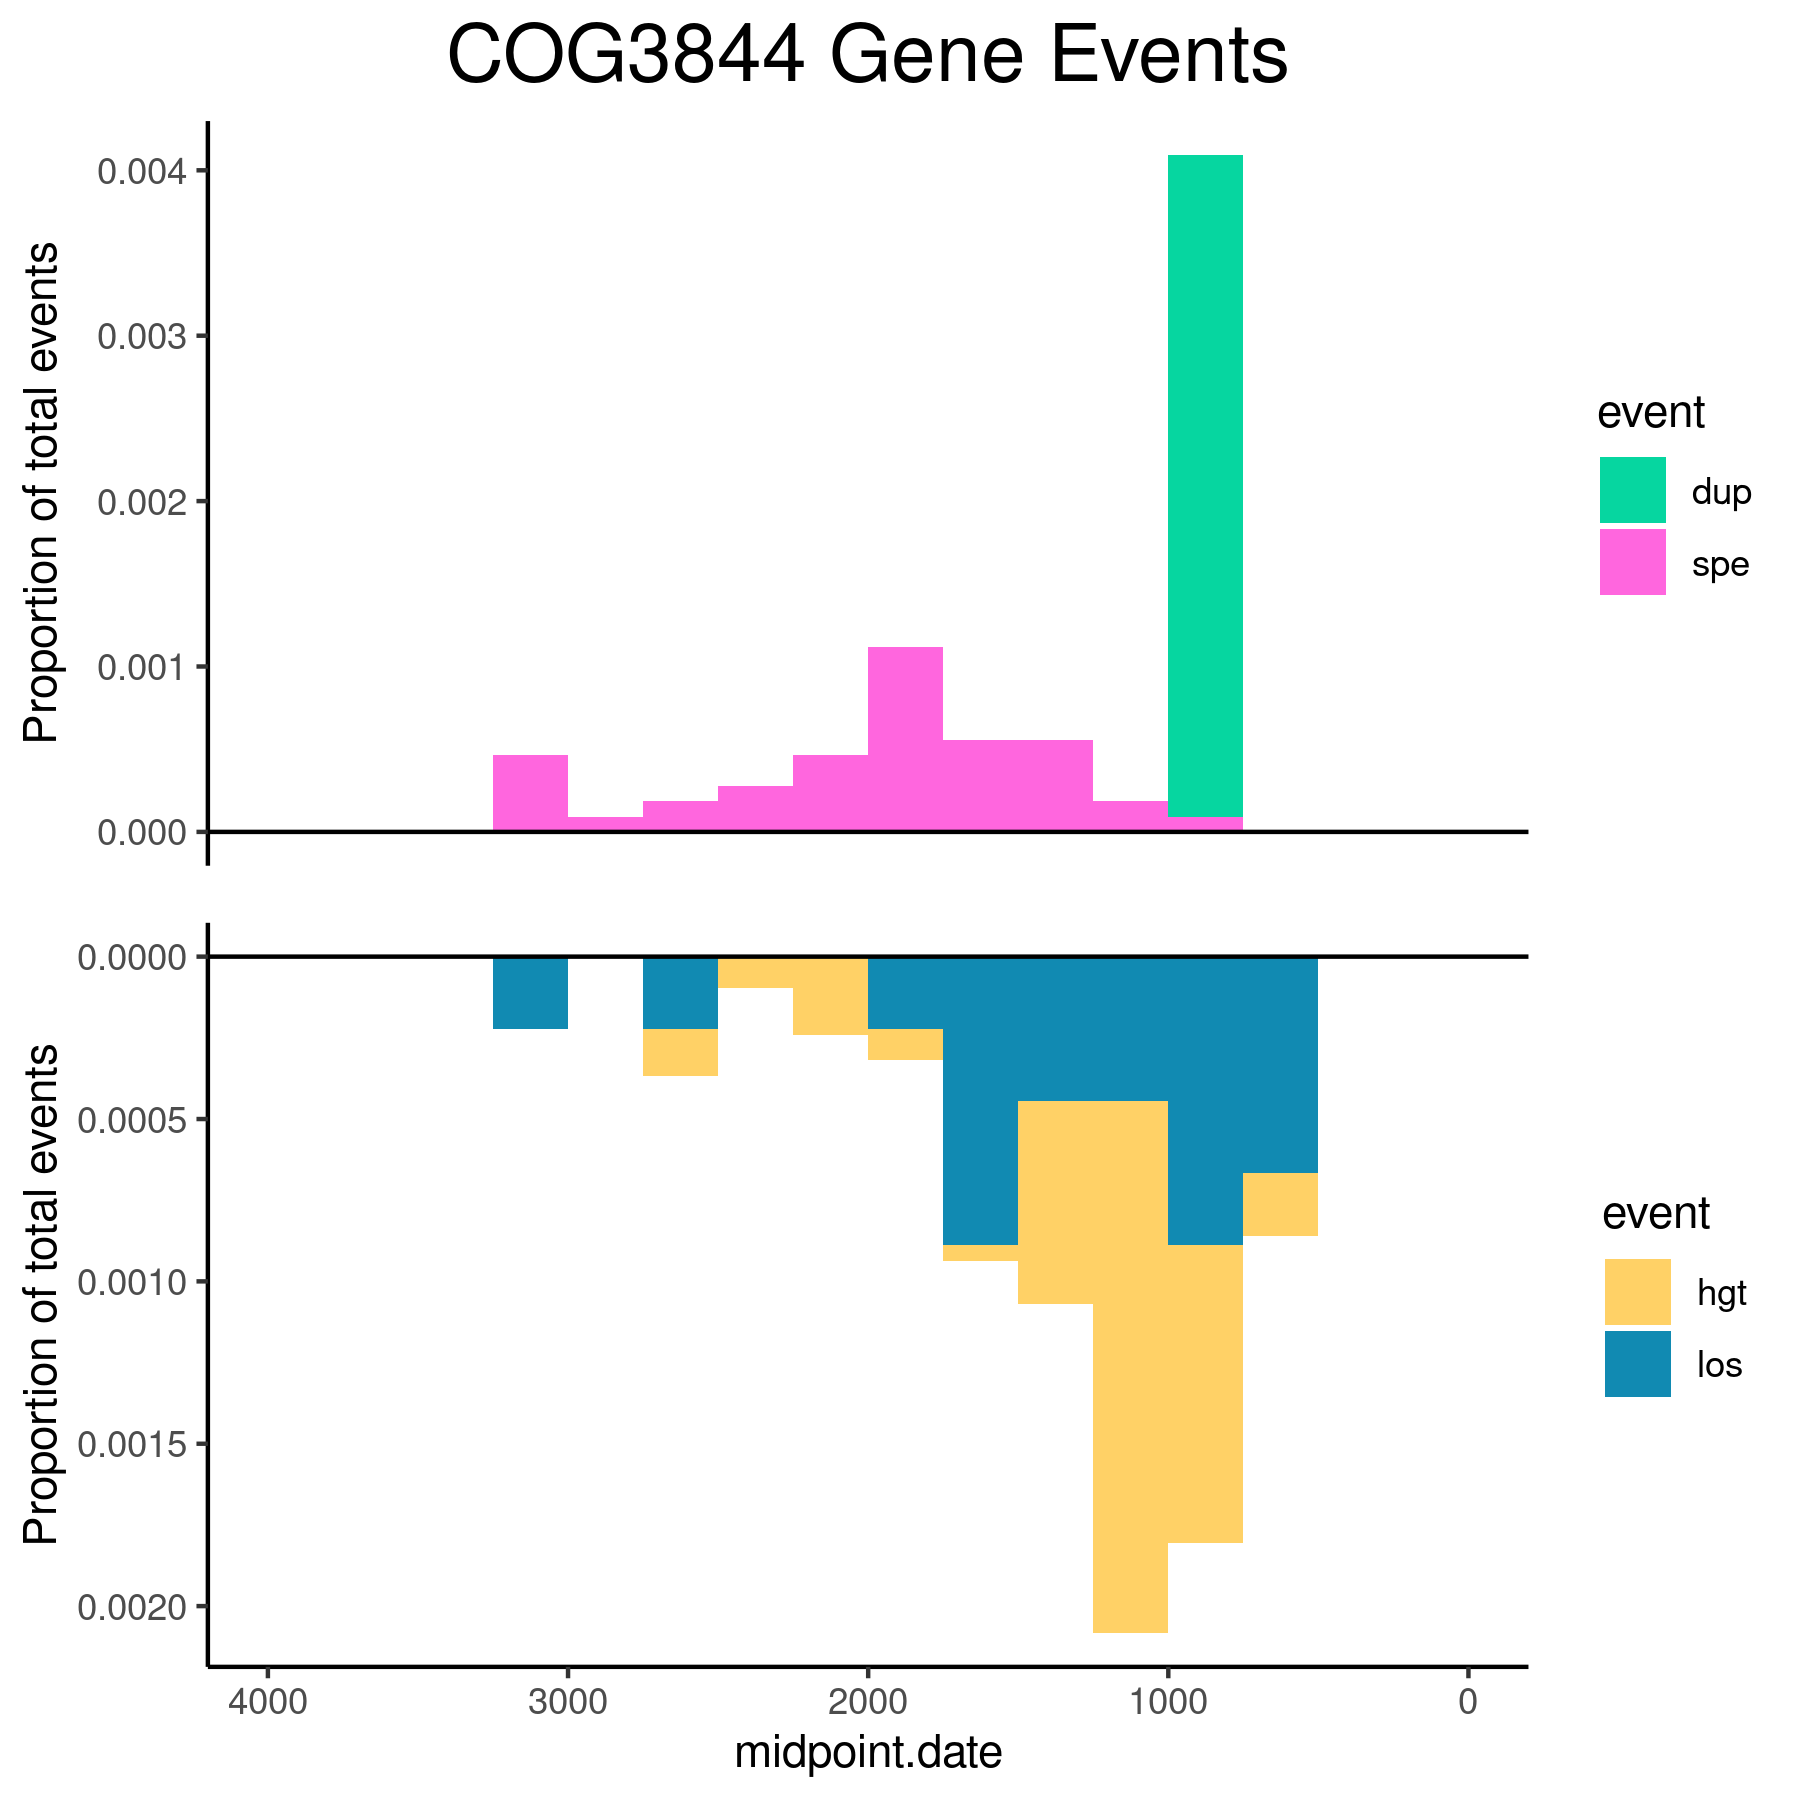 COG3844 Gene Events
Proportion of total events
0.004
0.003
0.002
0.001
0.000
event
dup
spe
Proportion of total events
0.0000
0.0005
0.0010
0.0015
0.0020
event
hgt
los
4000 3000 2000 1000 0
midpoint.date